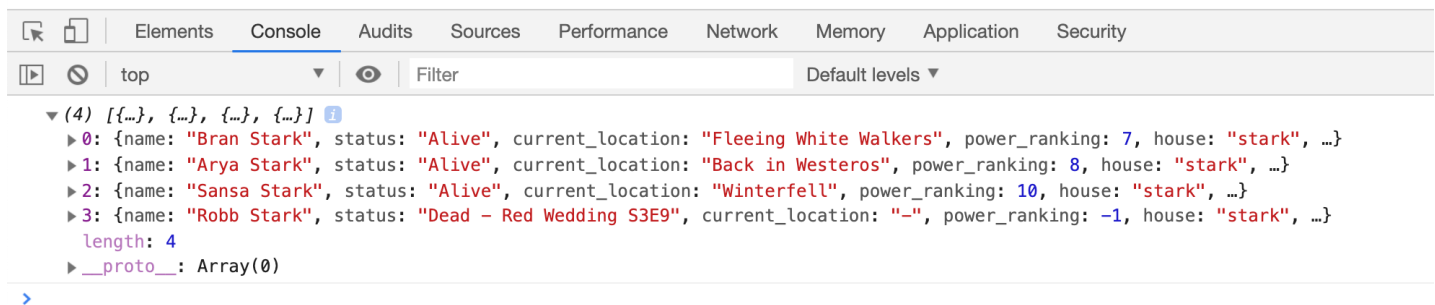 Elements Console Audits Sources Performance Network Memory Application Security
top Filter Default levels
(4) [{…}, {…}, {…}, {…}] i
0: {name: "Bran Stark", status: "Alive", current_location: "Fleeing White Walkers", power_ranking: 7, house: "stark", …}
1: {name: "Arya Stark", status: "Alive", current_location: "Back in Westeros", power_ranking: 8, house: "stark", …}
2: {name: "Sansa Stark", status: "Alive", current_location: "Winterfell", power_ranking: 10, house: "stark", …}
3: {name: "Robb Stark", status: "Dead – Red Wedding S3E9", current_location: "–", power_ranking: –1, house: "stark", …}
length: 4
__proto__: Array(0)